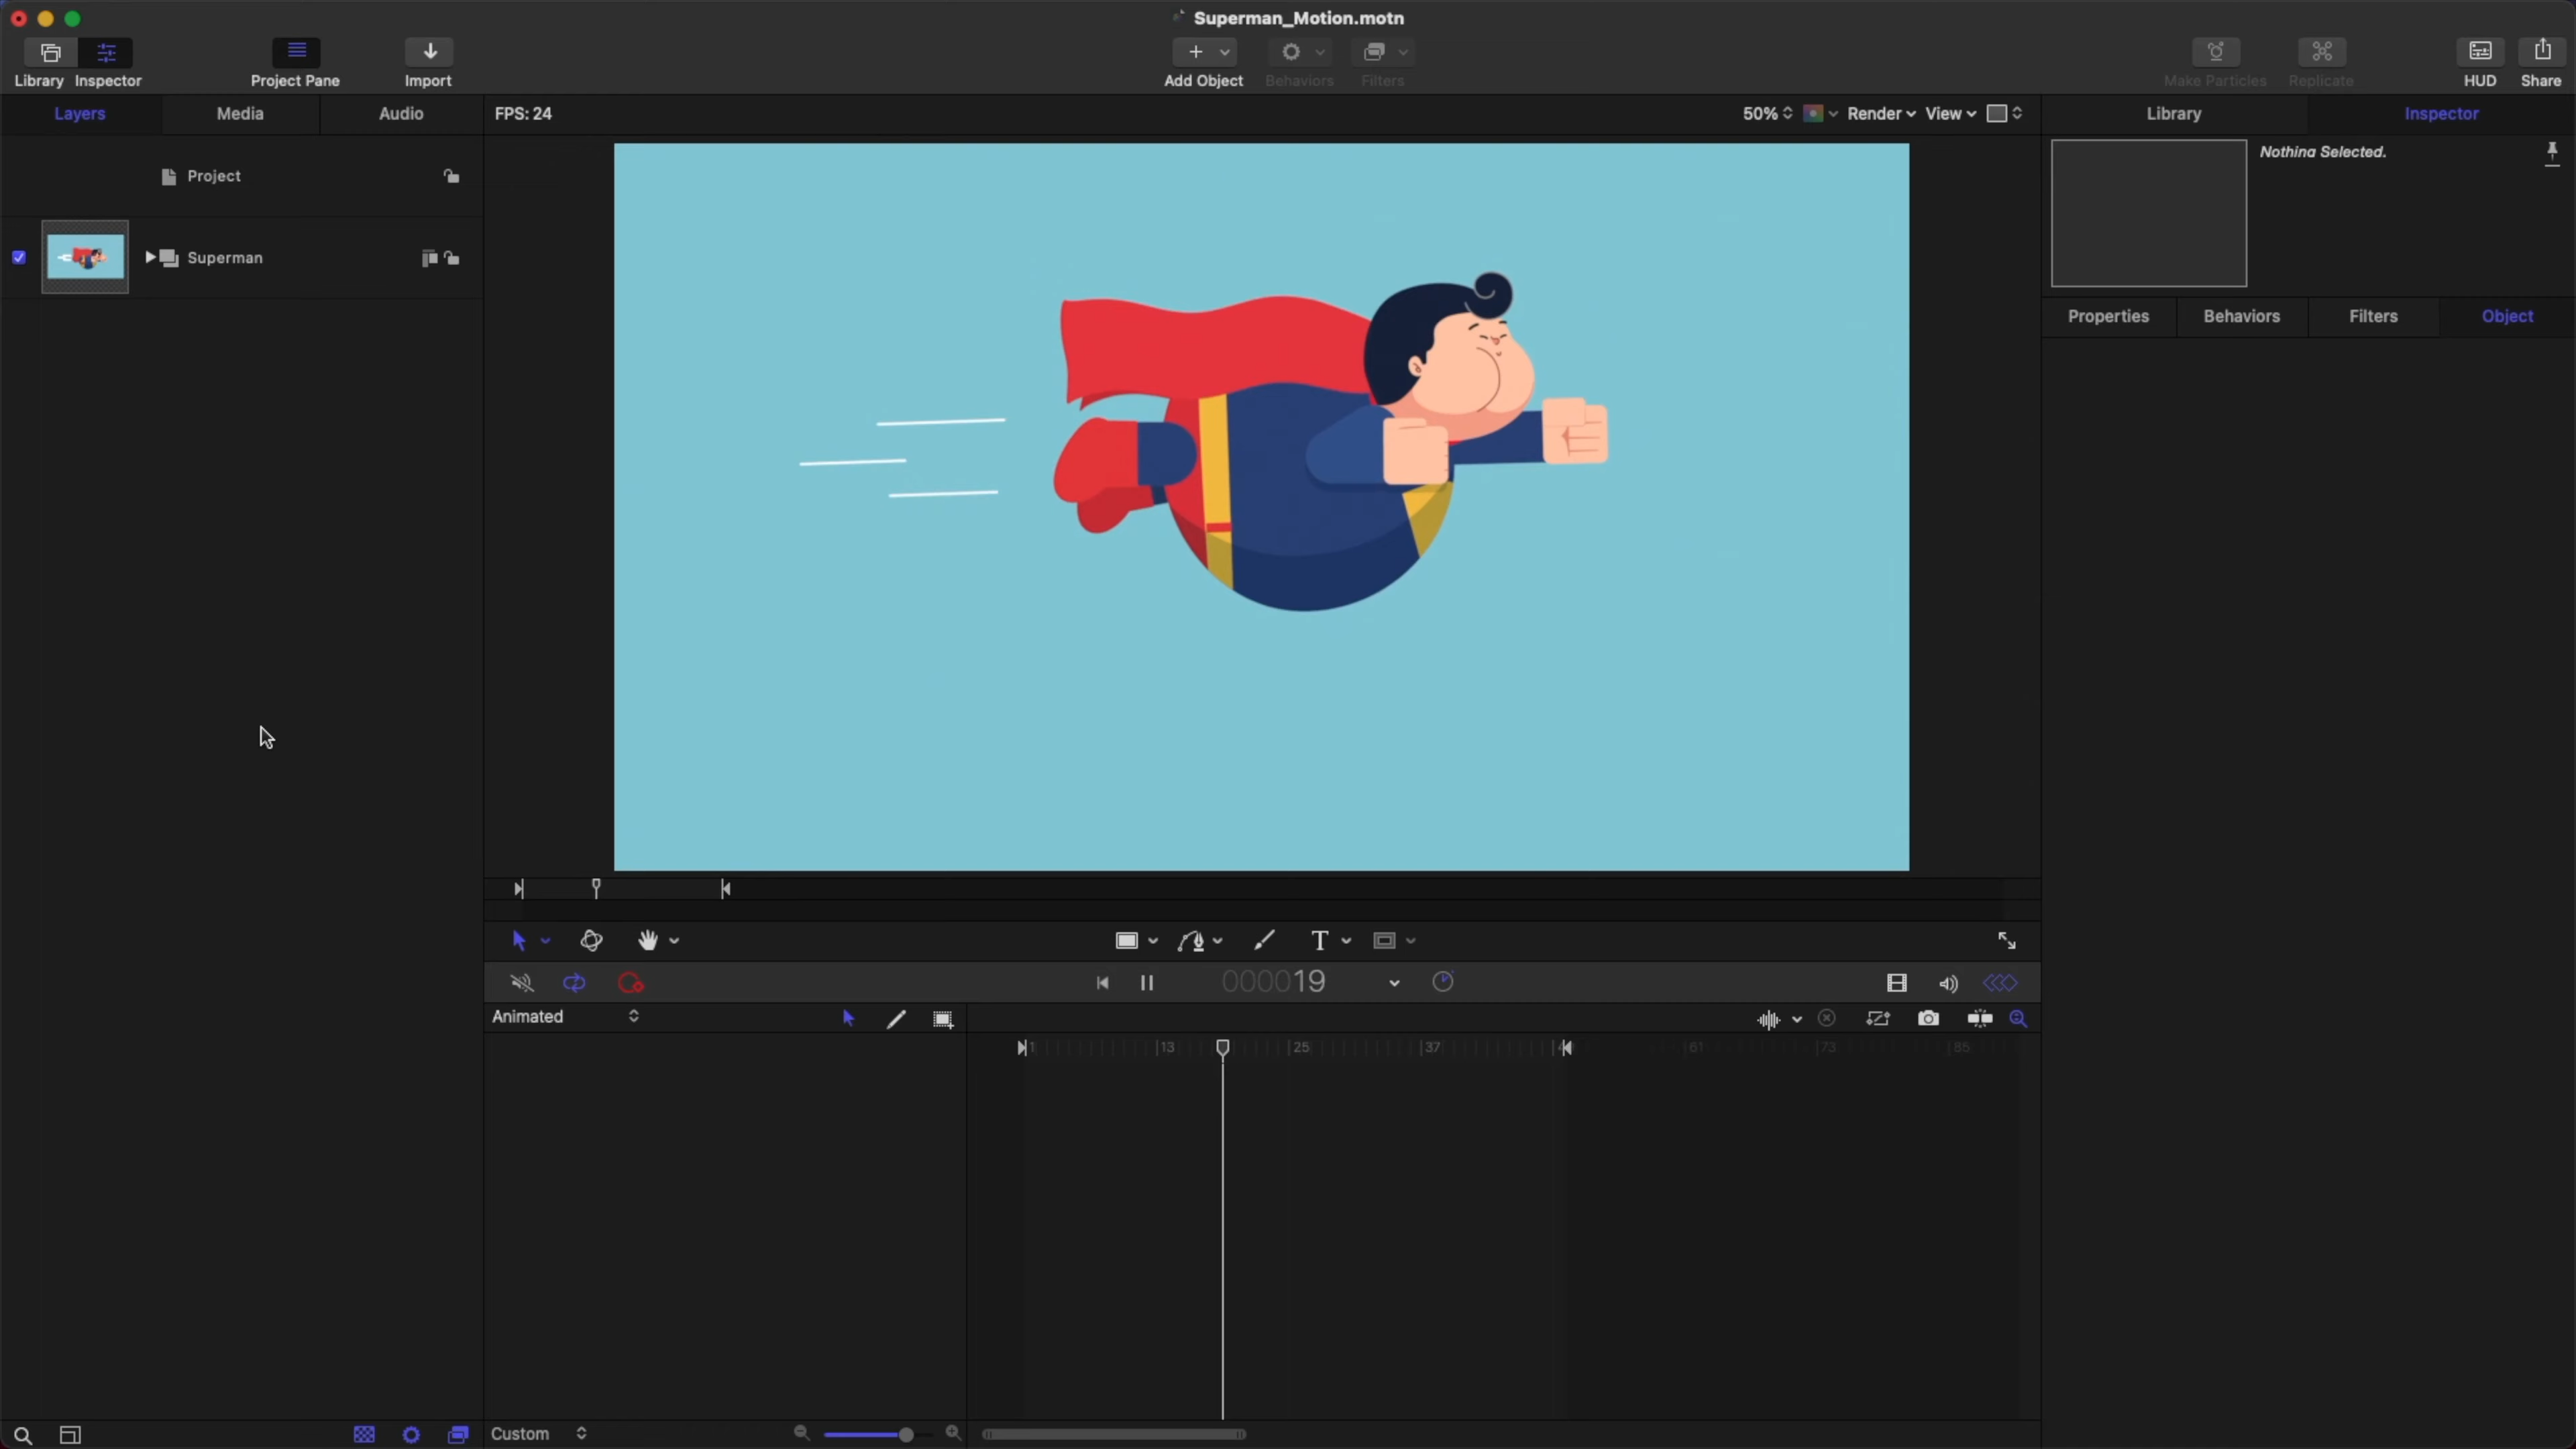 Superman_Motion.motn
Library Inspector Project Pane Import Add Object Behaviors Filters Make Particles Replicate HUD Share
Layers Media Audio FPS: 24 50% Render View Library Inspector
Nothing Selected.
Project
Superman
Properties Behaviors Filters Object
T
000019
Animated
1 13 25 37 61 73 85
Custom